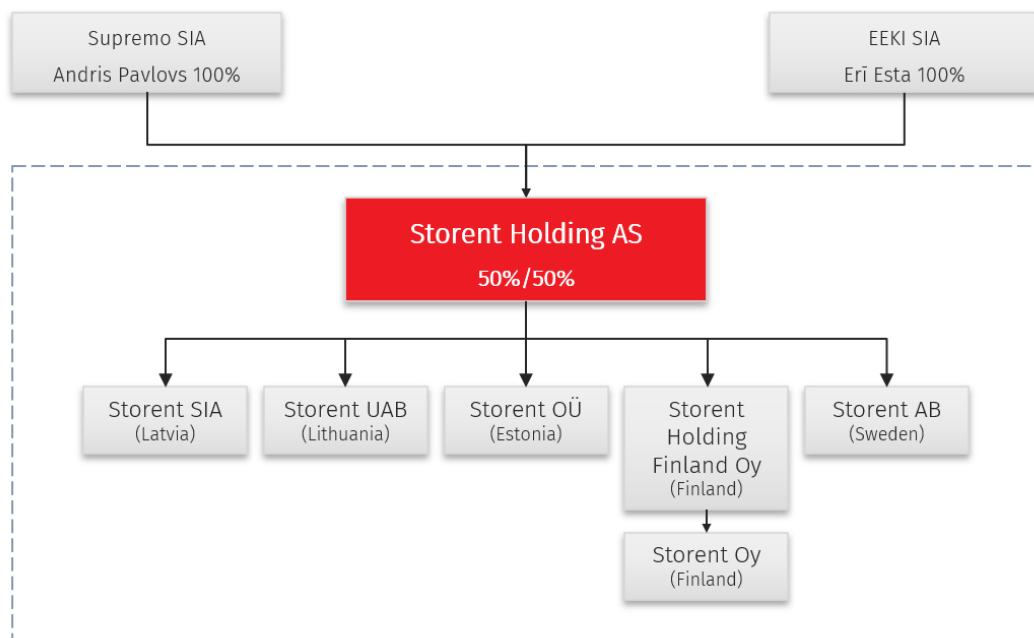 Supremo SIA
Andris Pavlovs 100%
EEKI SIA
Erī Esta 100%
Storent Holding AS
50%/50%
Storent SIA
(Latvia)
Storent UAB
(Lithuania)
Storent OÜ
(Estonia)
Storent
Holding
Finland Oy
(Finland)
Storent AB
(Sweden)
Storent Oy
(Finland)